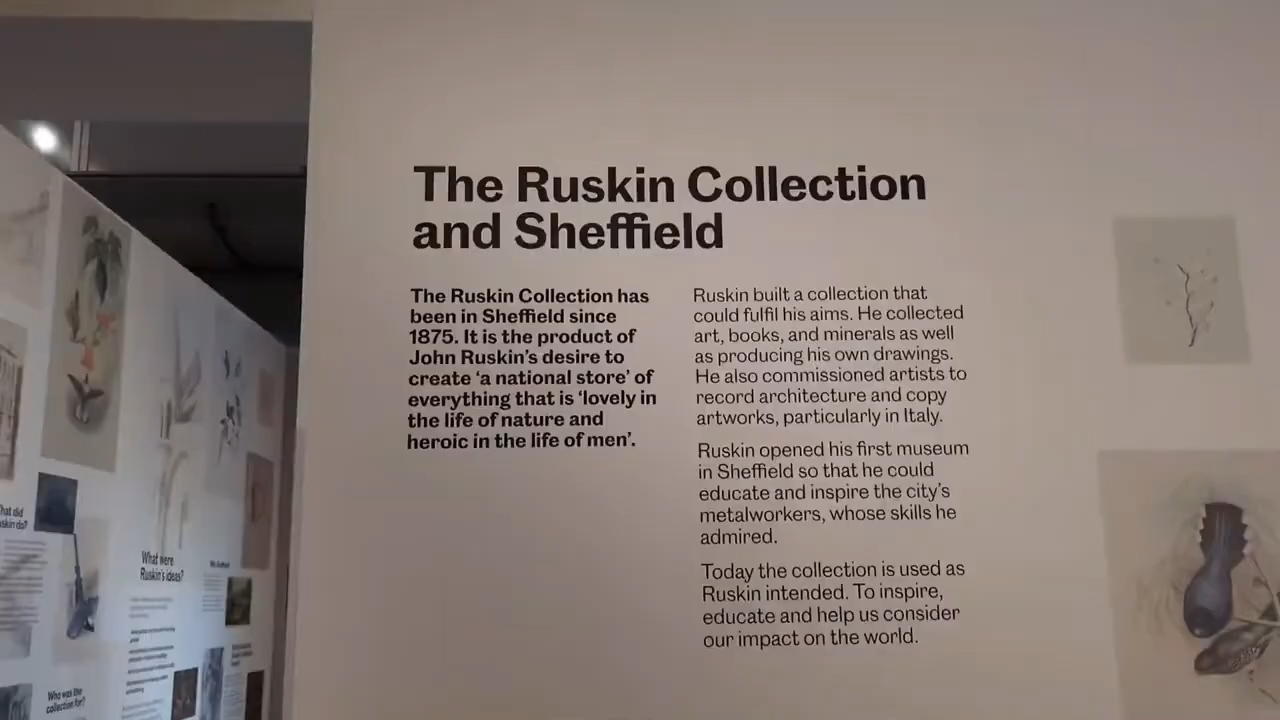 The Ruskin Collection
and Sheffield
The Ruskin Collection has
been in Sheffield since
1875. It is the product of
John Ruskin's desire to
create 'a national store' of
everything that is 'lovely in
the life of nature and
heroic in the life of men'.
Ruskin built a collection that
could fulfil his aims. He collected
art, books, and minerals as well
as producing his own drawings.
He also commissioned artists to
record architecture and copy
artworks, particularly in Italy.
Ruskin opened his first museum
in Sheffield so that he could
educate and inspire the city's
metalworkers, whose skills he
admired.
Today the collection is used as
Ruskin intended. To inspire,
educate and help us consider
our impact on the world.
What were
Ruskin's ideas?
Who was the
collection for?